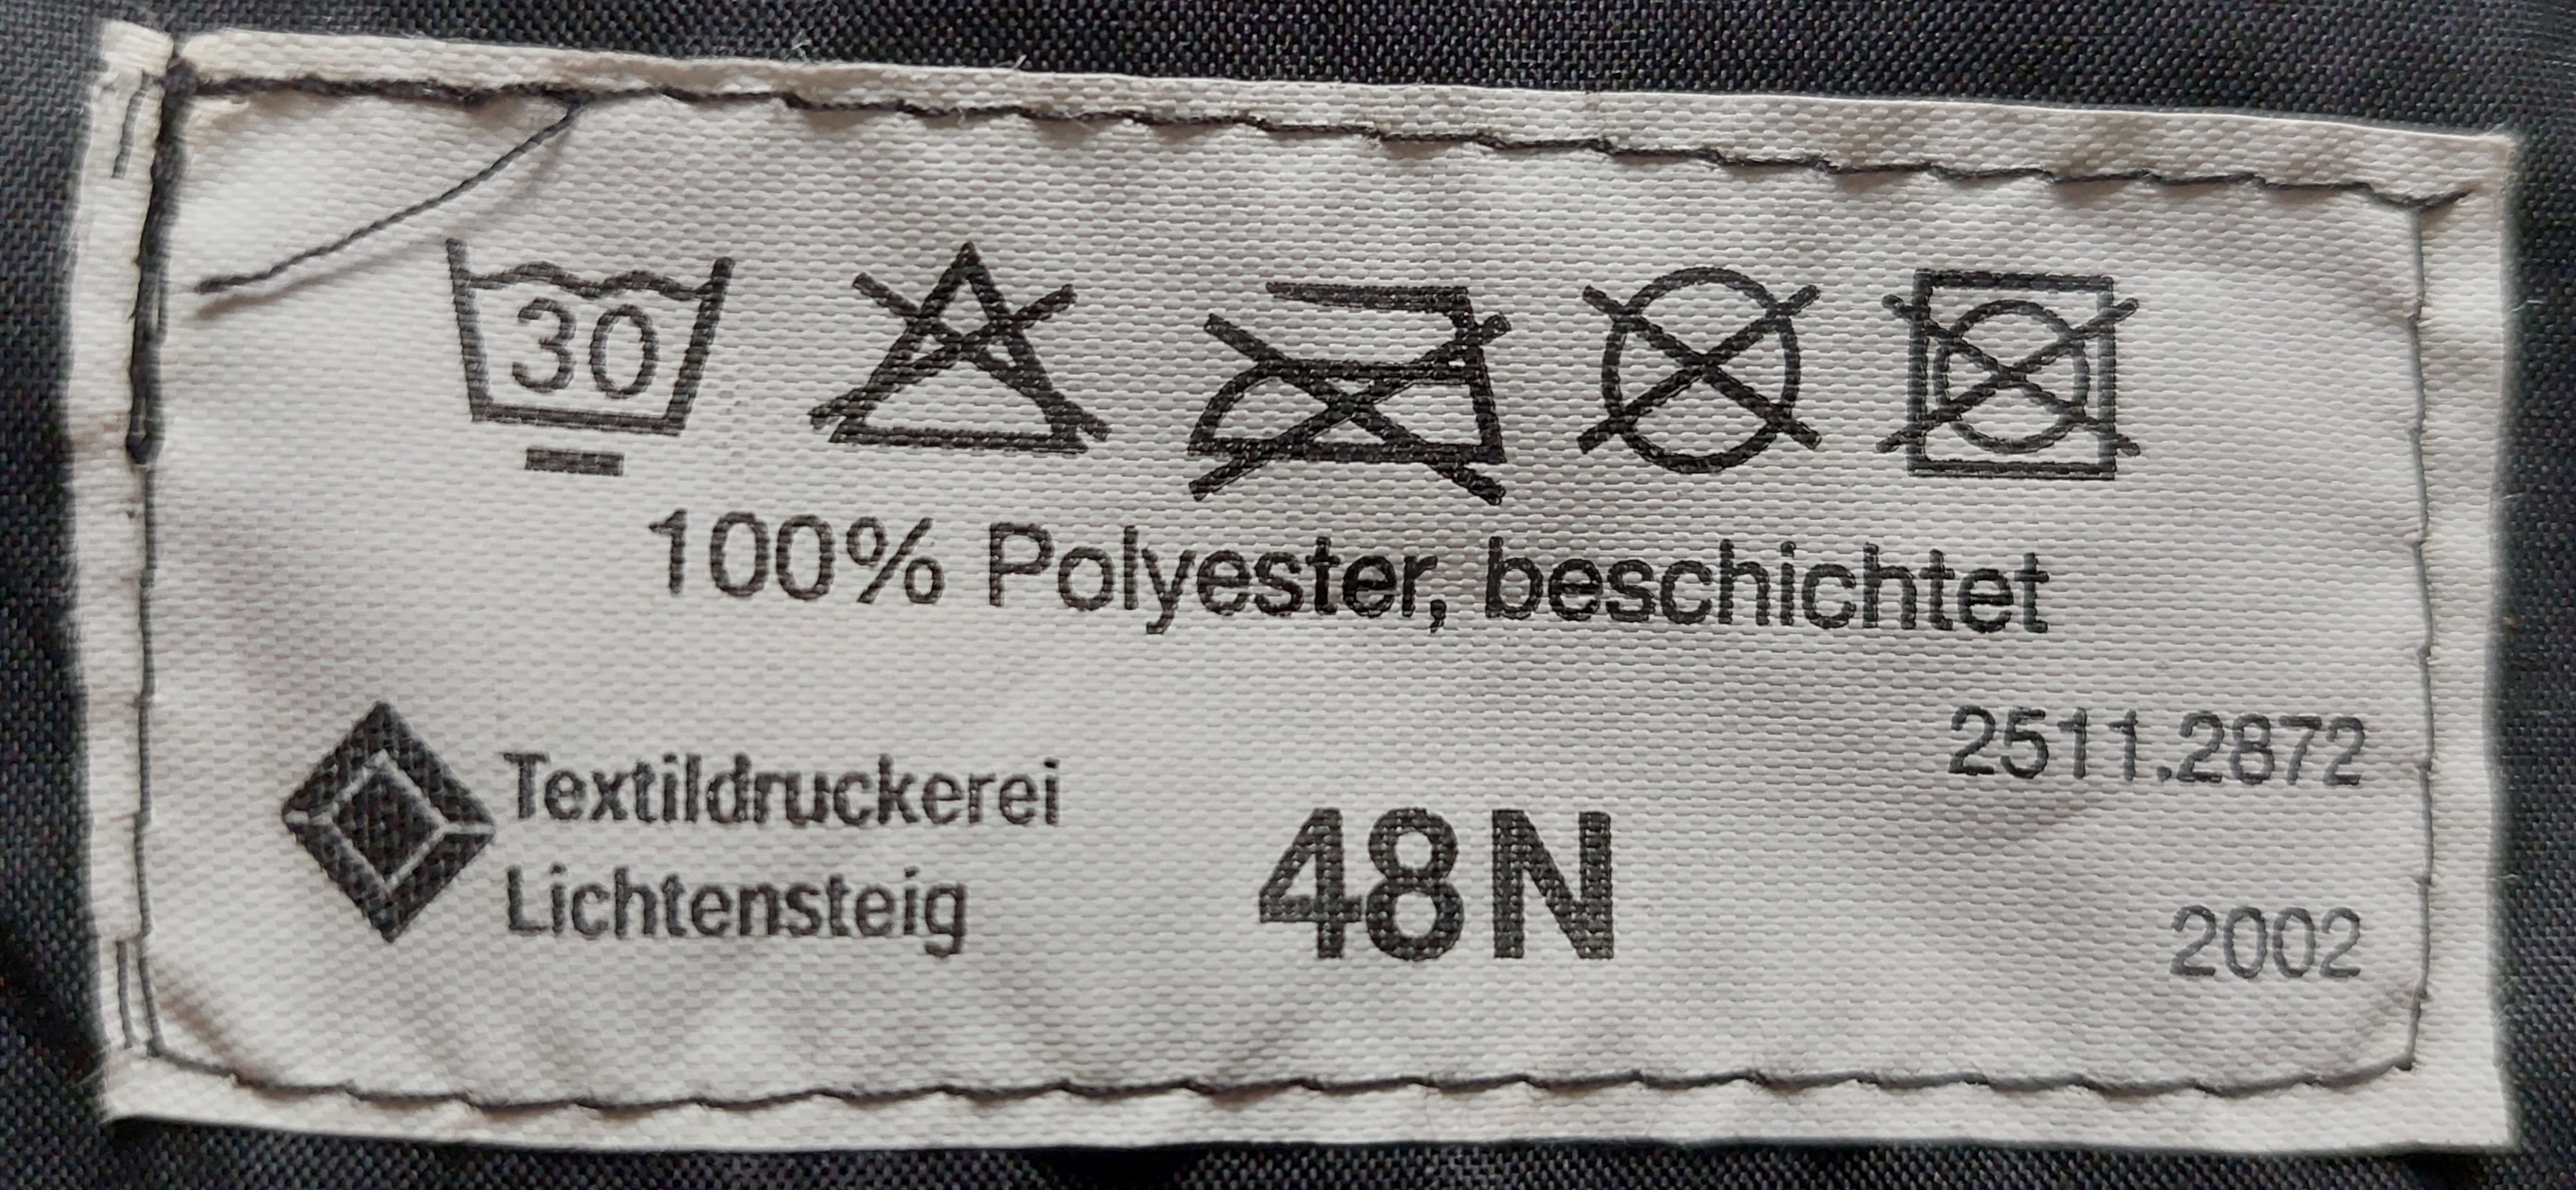 30
100% Polyester, beschichtet
2511.2872
Textildruckerei
Lichtensteig
48N
2002